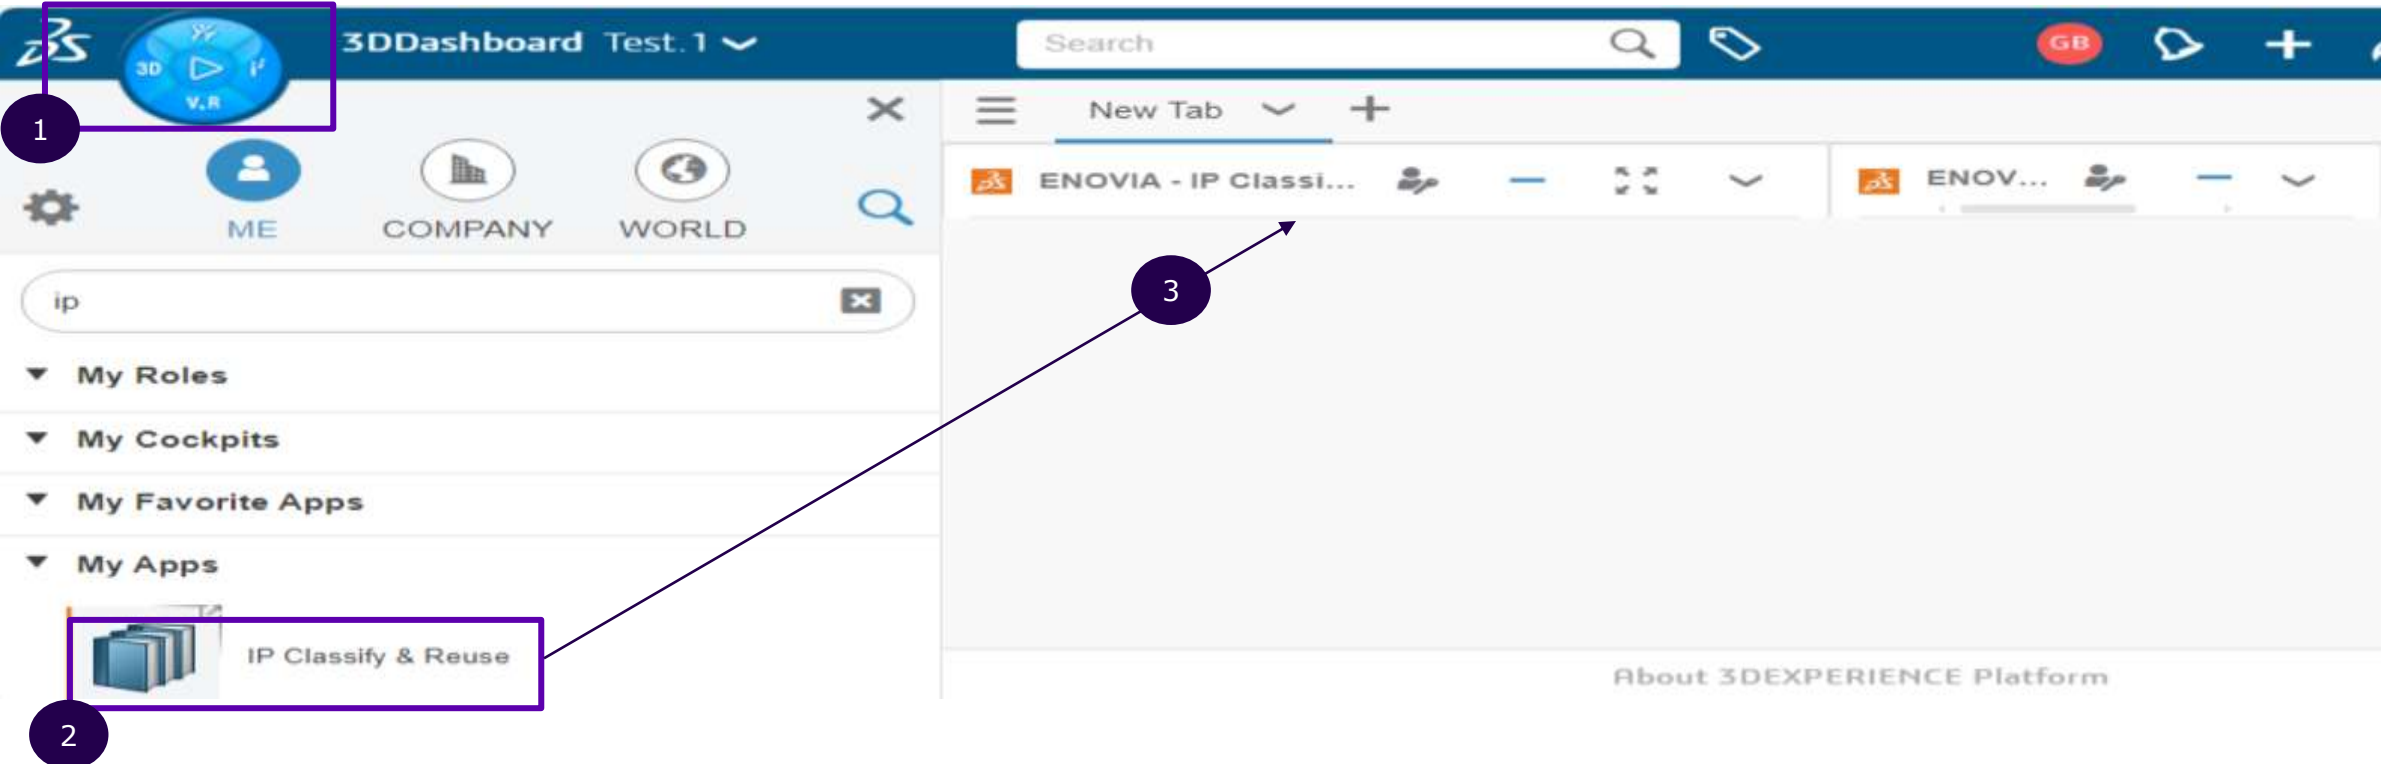 3DDashboard Test.1
Search
GB
3D
V.R
1
New Tab
ME
COMPANY
WORLD
ENOVIA - IP Classi...
ENOV...
ip
3
My Roles
My Cockpits
My Favorite Apps
My Apps
IP Classify & Reuse
About 3DEXPERIENCE Platform
2